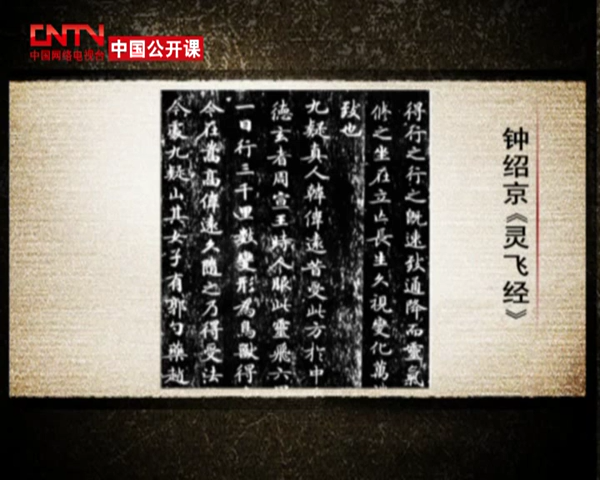 CNTV
中国网络电视台
中国公开课
钟绍京《灵飞经》
得行之行之既速致通降而靈氣
修之坐在立亡長生久視變化萬
致也
九疑真人韓偉遠昔受此方於中
德玄者周宣王時人服此靈飛六
一日行三千里數變形為鳥獸得
今在嵩高偉遠久隨之乃得受法
今處九疑山其女子有郭勺藥趙